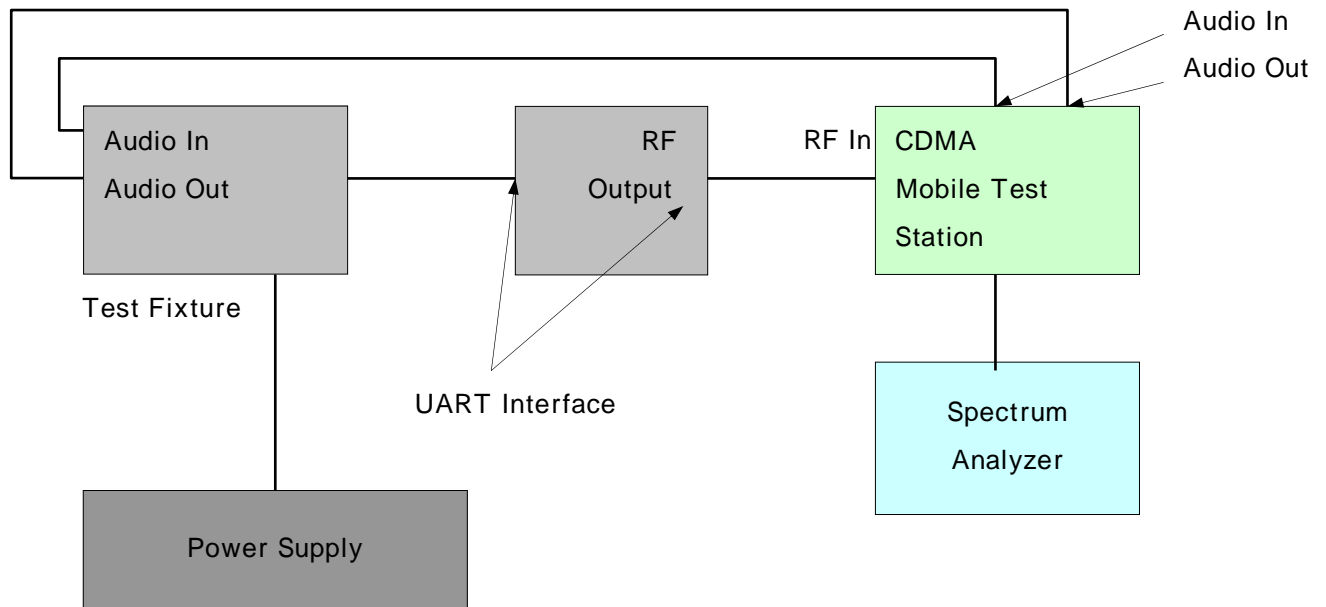 Audio In
Audio Out
Audio In
Audio Out
RF
Output
RF In
CDMA
Mobile Test
Station
Test Fixture
UART Interface
Spectrum
Analyzer
Power Supply